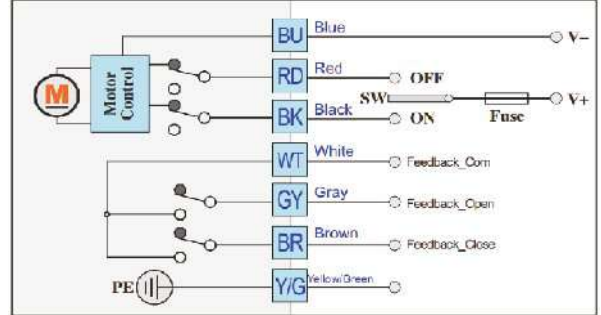 BU Blue V-
RD Red OFF
SW Fuse V+
BK Black ON
M
Motor Control
WT White Feedback_Com
GY Gray Feedback_Open
BR Brown Feedback_Close
PE Y/G Yellow/Green